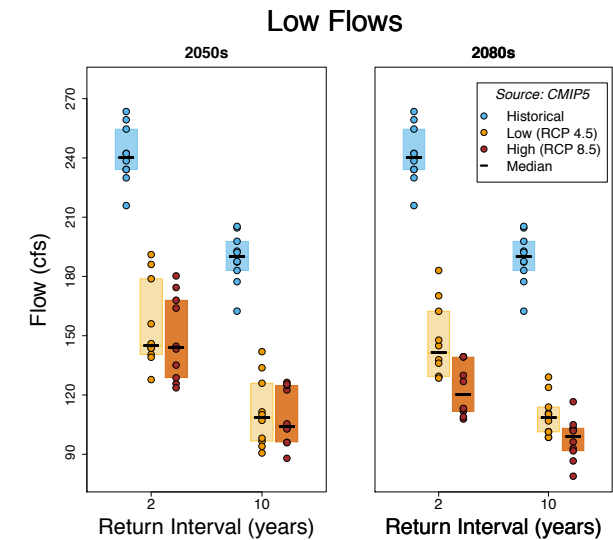 Low Flows
2050s
2080s
Source: CMIP5
Historical
Low (RCP 4.5)
High (RCP 8.5)
Median
Flow (cfs)
270
240
210
180
150
120
90
2 10
2 10
Return Interval (years)
Return Interval (years)